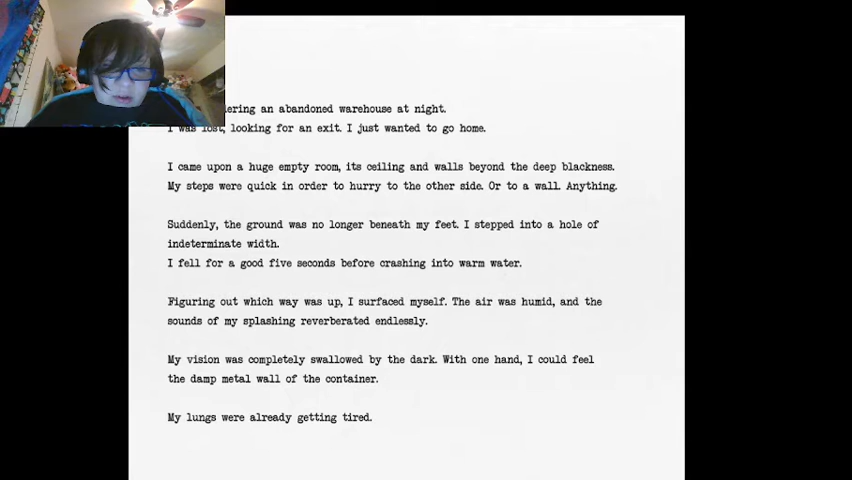 ering an abandoned warehouse at night.
I was lost, looking for an exit. I just wanted to go home.
I came upon a huge empty room, its ceiling and walls beyond the deep blackness.
My steps were quick in order to hurry to the other side. Or to a wall. Anything.
Suddenly, the ground was no longer beneath my feet. I stepped into a hole of
indeterminate width.
I fell for a good five seconds before crashing into warm water.
Figuring out which way was up, I surfaced myself. The air was humid, and the
sounds of my splashing reverberated endlessly.
My vision was completely swallowed by the dark. With one hand, I could feel
the damp metal wall of the container.
My lungs were already getting tired.